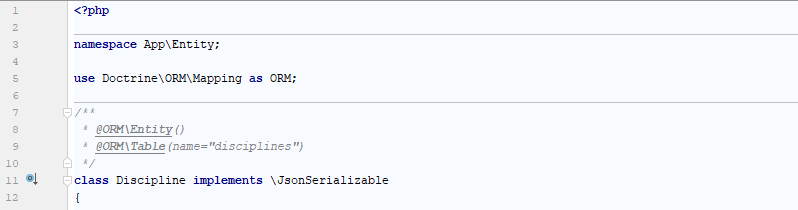 1 <?php
2
3 namespace App\Entity;
4
5 use Doctrine\ORM\Mapping as ORM;
6
7 /**
8 * @ORM\Entity()
9 * @ORM\Table(name="disciplines")
10 */
11 class Discipline implements \JsonSerializable
12 {